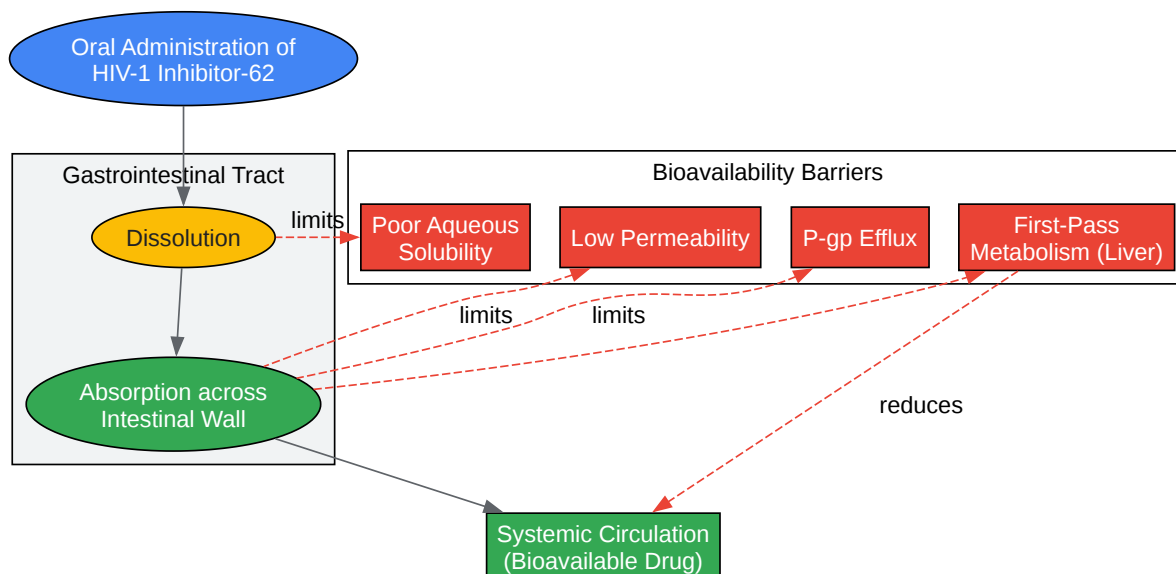 Oral Administration of
HIV-1 Inhibitor-62
Gastrointestinal Tract
Bioavailability Barriers
Dissolution
limits
Poor Aqueous
Solubility
Low Permeability
P-gp Efflux
First-Pass
Metabolism (Liver)
limits
limits
Absorption across
Intestinal Wall
reduces
Systemic Circulation
(Bioavailable Drug)